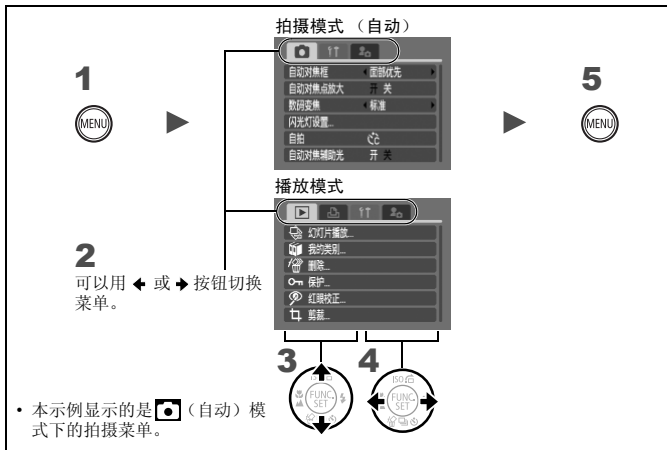 拍摄模式 （自动）
1
MENU
自动对焦框 面部优先
自动对焦点放大 开 关
数码变焦 标准
闪光灯设置...
自拍
自动对焦辅助光 开 关
5
MENU
播放模式
2
可以用 或 按钮切换
菜单。
幻灯片播放...
我的类别...
删除...
保护...
红眼校正...
剪裁...
3
4
ISO
FUNC.
SET
ISO
FUNC.
SET
• 本示例显示的是（自动）模
式下的拍摄菜单。